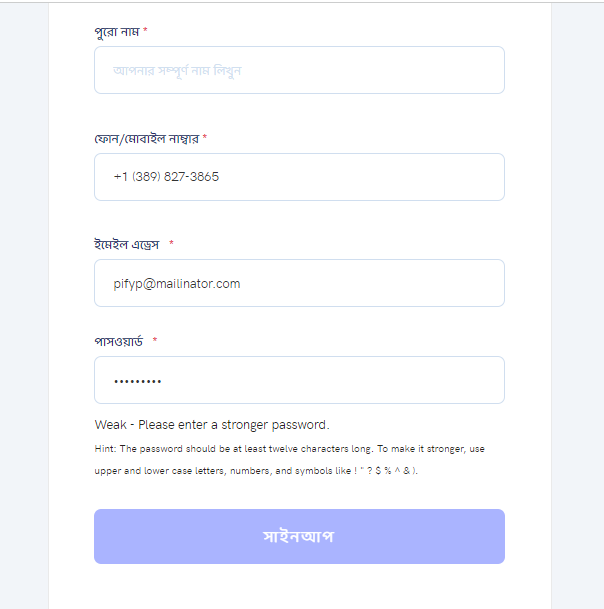 পুরো নাম *
আপনার সম্পূর্ণ নাম লিখুন
ফোন/মোবাইল নাম্বার *
+1 (389) 827-3865
ইমেইল এড্রেস *
pifyp@mailinator.com
পাসওয়ার্ড *
•••••••••
Weak - Please enter a stronger password.
Hint: The password should be at least twelve characters long. To make it stronger, use
upper and lower case letters, numbers, and symbols like ! " ? $ % ^ & ).
সাইনআপ